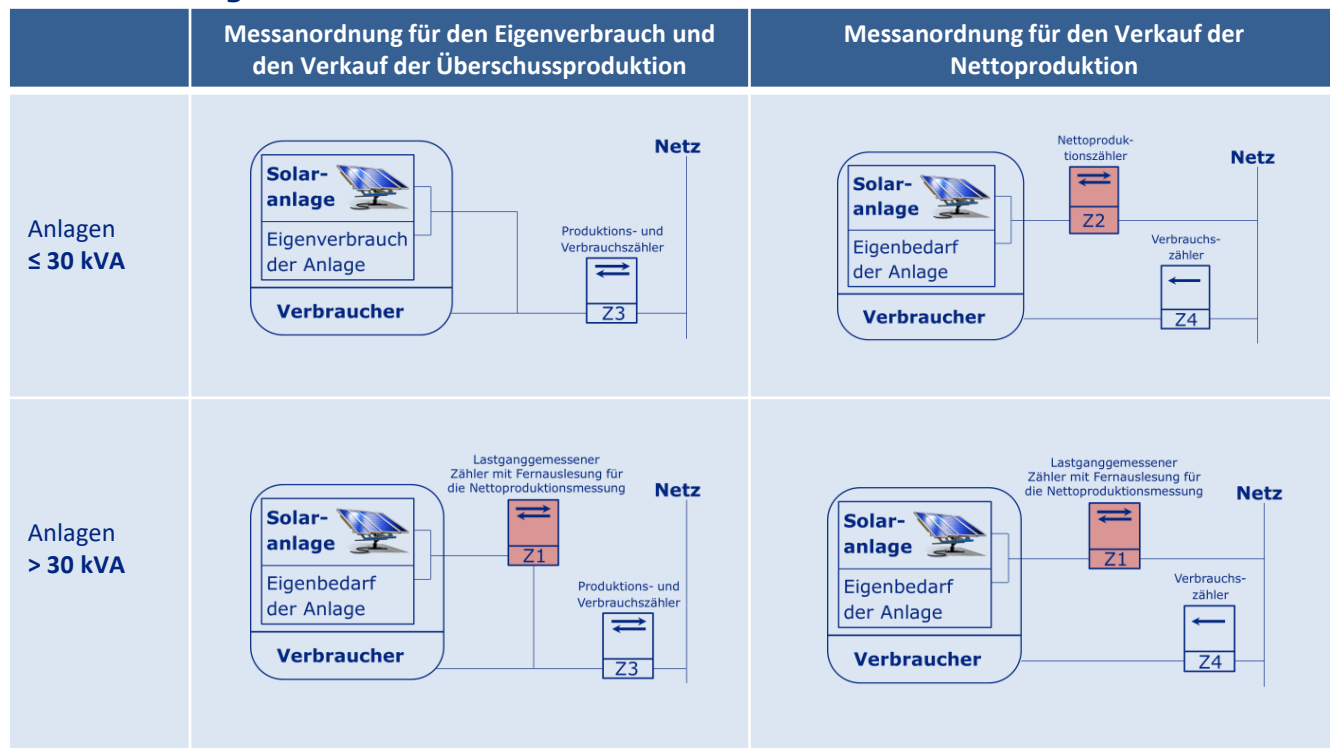 Messanordnung für den Eigenverbrauch und
den Verkauf der Überschussproduktion
Messanordnung für den Verkauf der
Nettoproduktion
Anlagen
≤ 30 kVA
Solar-
anlage
Eigenverbrauch
der Anlage
Verbraucher
Produktions- und
Verbrauchszähler
Z3
Netz
Solar-
anlage
Eigenbedarf
der Anlage
Verbraucher
Nettoproduk-
tionszähler
Z2
Netz
Verbrauchs-
zähler
Z4
Anlagen
> 30 kVA
Solar-
anlage
Eigenbedarf
der Anlage
Verbraucher
Lastganggemessener
Zähler mit Fernauslesung für
die Nettoproduktionsmessung
Z1
Netz
Produktions- und
Verbrauchszähler
Z3
Solar-
anlage
Eigenbedarf
der Anlage
Verbraucher
Lastganggemessener
Zähler mit Fernauslesung für
die Nettoproduktionsmessung
Z1
Netz
Verbrauchs-
zähler
Z4